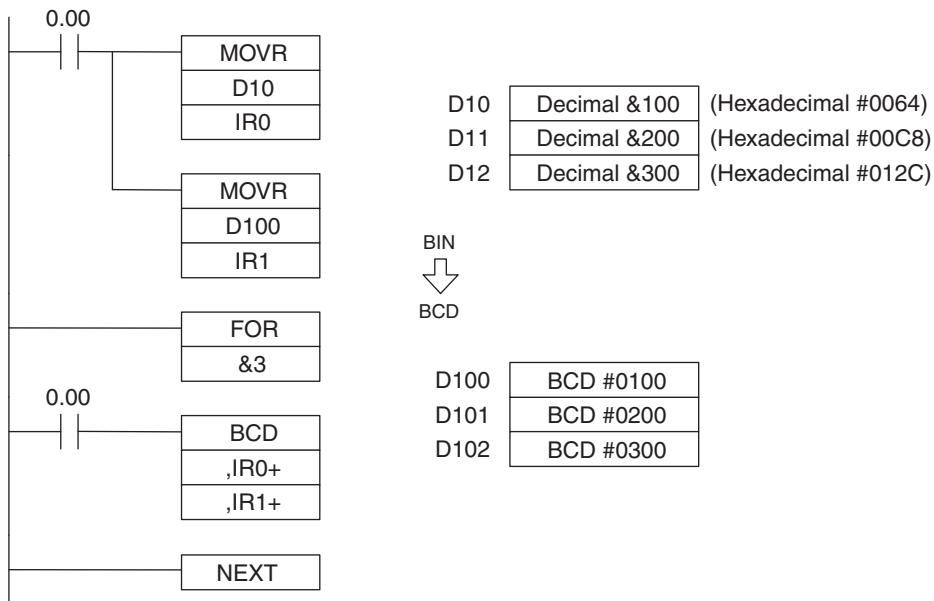 0.00
MOVR
D10
IR0
MOVR
D100
IR1
FOR
&3
0.00
BCD
,IR0+
,IR1+
NEXT
D10 Decimal &100 (Hexadecimal #0064)
D11 Decimal &200 (Hexadecimal #00C8)
D12 Decimal &300 (Hexadecimal #012C)
BIN
BCD
D100 BCD #0100
D101 BCD #0200
D102 BCD #0300